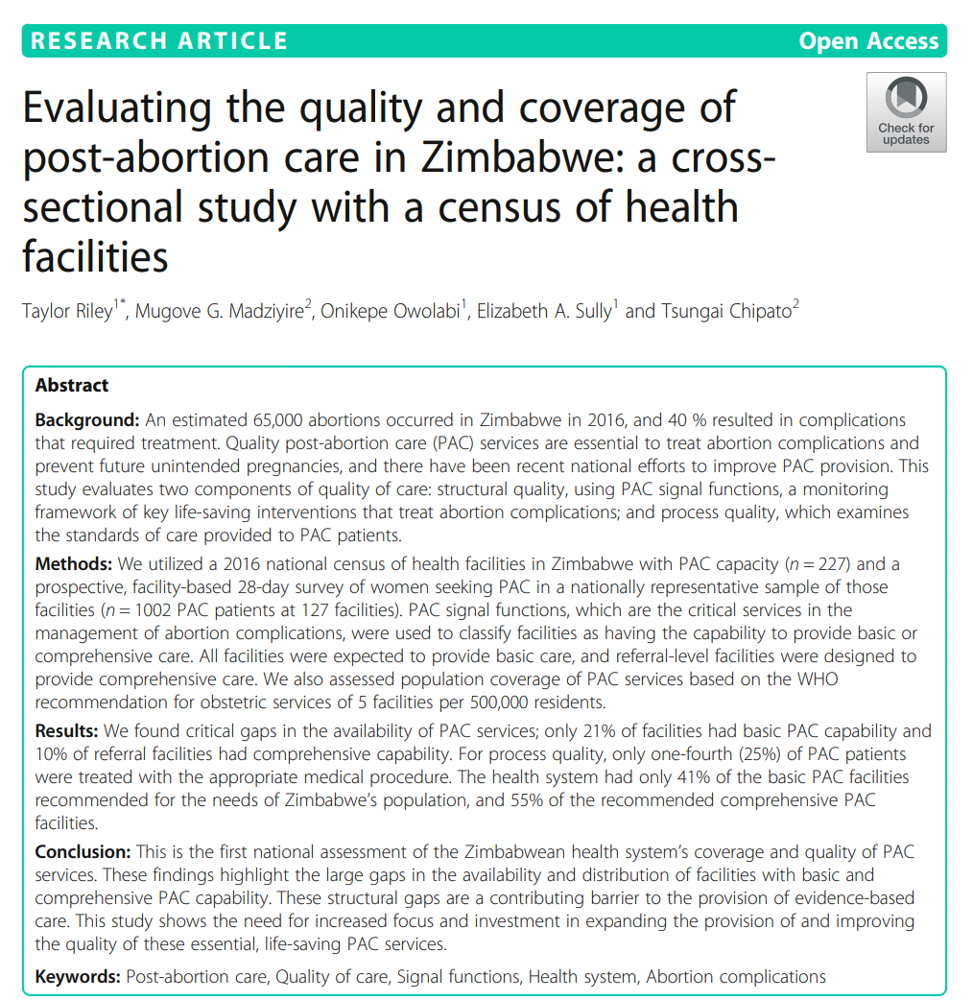 RESEARCH ARTICLE
Open Access
Evaluating the quality and coverage of
post-abortion care in Zimbabwe: a cross-
sectional study with a census of health
facilities
Check for
updates
Taylor Riley1*, Mugove G. Madziyire2, Onikepe Owolabi1, Elizabeth A. Sully1 and Tsungai Chipato2
Abstract
Background: An estimated 65,000 abortions occurred in Zimbabwe in 2016, and 40 % resulted in complications
that required treatment. Quality post-abortion care (PAC) services are essential to treat abortion complications and
prevent future unintended pregnancies, and there have been recent national efforts to improve PAC provision. This
study evaluates two components of quality of care: structural quality, using PAC signal functions, a monitoring
framework of key life-saving interventions that treat abortion complications; and process quality, which examines
the standards of care provided to PAC patients.
Methods: We utilized a 2016 national census of health facilities in Zimbabwe with PAC capacity (n = 227) and a
prospective, facility-based 28-day survey of women seeking PAC in a nationally representative sample of those
facilities (n = 1002 PAC patients at 127 facilities). PAC signal functions, which are the critical services in the
management of abortion complications, were used to classify facilities as having the capability to provide basic or
comprehensive care. All facilities were expected to provide basic care, and referral-level facilities were designed to
provide comprehensive care. We also assessed population coverage of PAC services based on the WHO
recommendation for obstetric services of 5 facilities per 500,000 residents.
Results: We found critical gaps in the availability of PAC services; only 21% of facilities had basic PAC capability and
10% of referral facilities had comprehensive capability. For process quality, only one-fourth (25%) of PAC patients
were treated with the appropriate medical procedure. The health system had only 41% of the basic PAC facilities
recommended for the needs of Zimbabwe's population, and 55% of the recommended comprehensive PAC
facilities.
Conclusion: This is the first national assessment of the Zimbabwean health system's coverage and quality of PAC
services. These findings highlight the large gaps in the availability and distribution of facilities with basic and
comprehensive PAC capability. These structural gaps are a contributing barrier to the provision of evidence-based
care. This study shows the need for increased focus and investment in expanding the provision of and improving
the quality of these essential, life-saving PAC services.
Keywords: Post-abortion care, Quality of care, Signal functions, Health system, Abortion complications